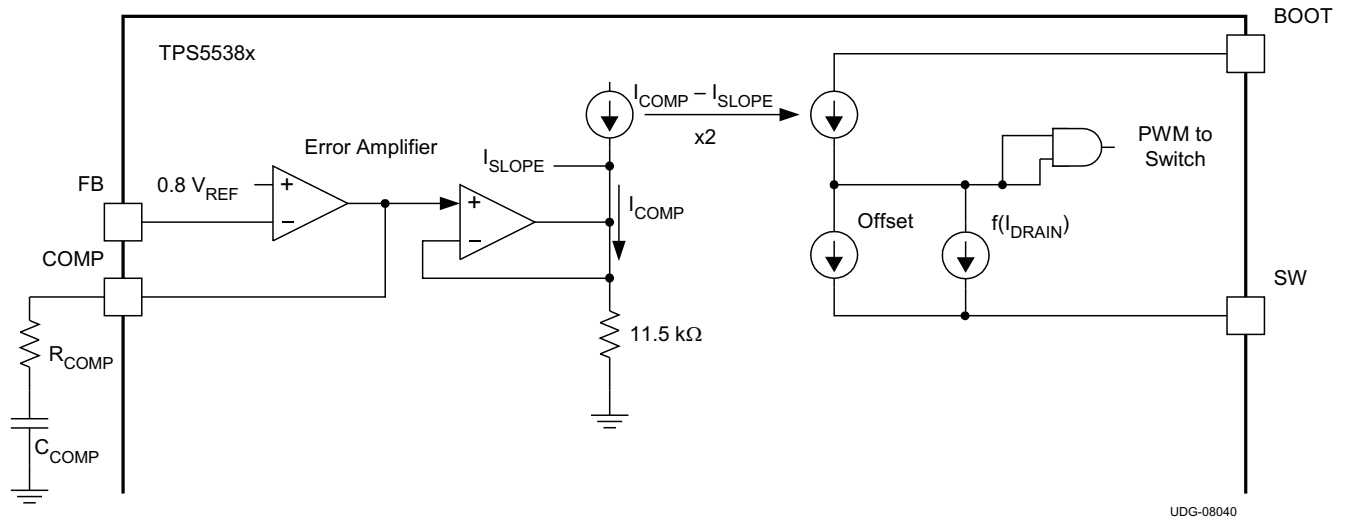 BOOT
TPS5538x
I_COMP – I_SLOPE
x2
Error Amplifier
PWM to
Switch
I_SLOPE
FB
0.8 V_REF
+
–
+
–
I_COMP
Offset
f(I_DRAIN)
COMP
SW
11.5 kΩ
R_COMP
C_COMP
UDG-08040